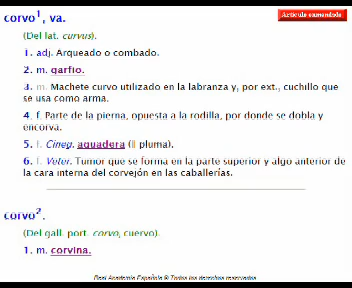 corvo¹, va.
Artículo enmendado
(Del lat. curvus).
1. adj. Arqueado o combado.
2. m. garfio.
3. m. Machete curvo utilizado en la labranza y, por ext., cuchillo que
se usa como arma.
4. f. Parte de la pierna, opuesta a la rodilla, por donde se dobla y
encorva.
5. f. Cineg. aguadera (‖ pluma).
6. f. Veter. Tumor que se forma en la parte superior y algo anterior de
la cara interna del corvejón en las caballerías.
corvo².
(Del gall. port. corvo, cuervo).
1. m. corvina.
Real Academia Española © Todos los derechos reservados